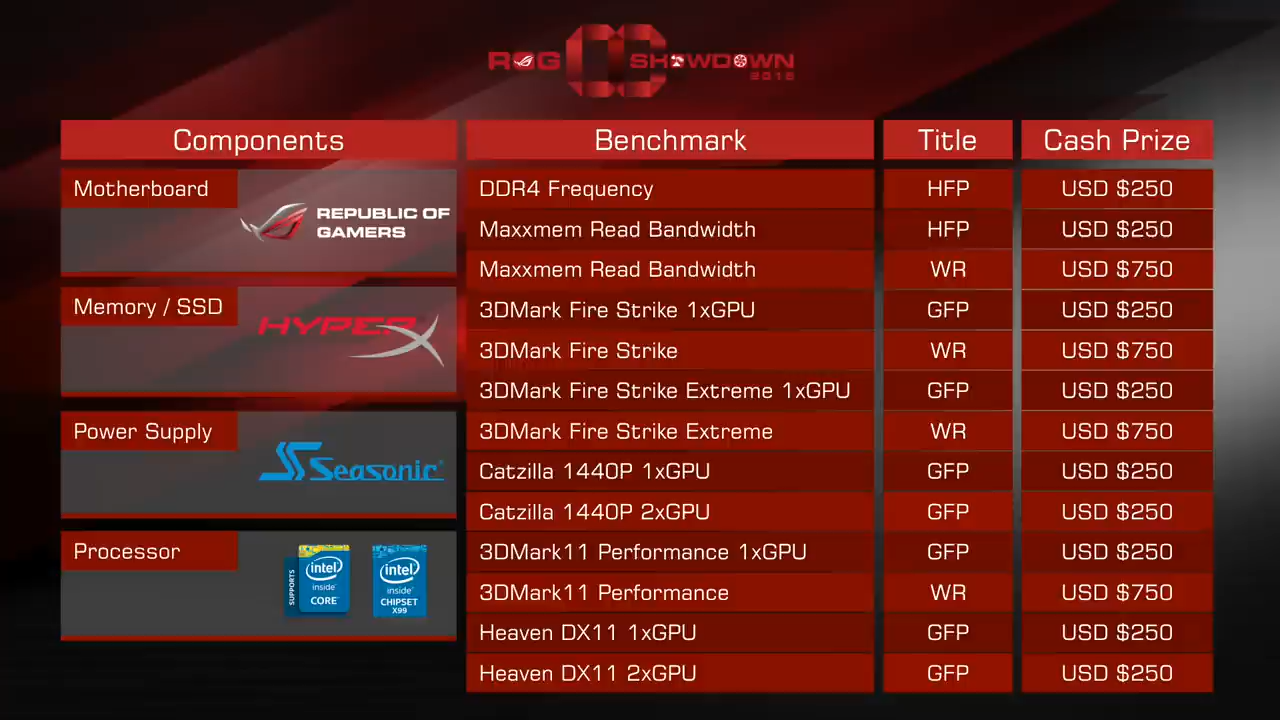 ROG OC SHOWDOWN
2015
Components Benchmark Title Cash Prize
Motherboard
REPUBLIC OF
GAMERS
Memory / SSD
HYPERX
Power Supply
Seasonic
Processor
SUPPORTS
intel
inside
CORE
intel
inside
CHIPSET
X99
DDR4 Frequency HFP USD $250
Maxxmem Read Bandwidth HFP USD $250
Maxxmem Read Bandwidth WR USD $750
3DMark Fire Strike 1xGPU GFP USD $250
3DMark Fire Strike WR USD $750
3DMark Fire Strike Extreme 1xGPU GFP USD $250
3DMark Fire Strike Extreme WR USD $750
Catzilla 1440P 1xGPU GFP USD $250
Catzilla 1440P 2xGPU GFP USD $250
3DMark11 Performance 1xGPU GFP USD $250
3DMark11 Performance WR USD $750
Heaven DX11 1xGPU GFP USD $250
Heaven DX11 2xGPU GFP USD $250